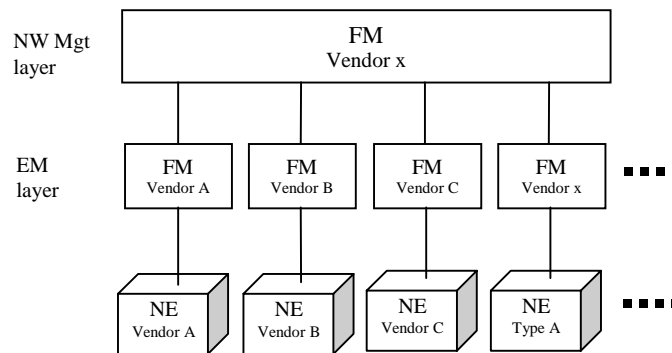 NW Mgt
layer
FM
Vendor x
EM
layer
FM
Vendor A
FM
Vendor B
FM
Vendor C
FM
Vendor x
NE
Vendor A
NE
Vendor B
NE
Vendor C
NE
Type A